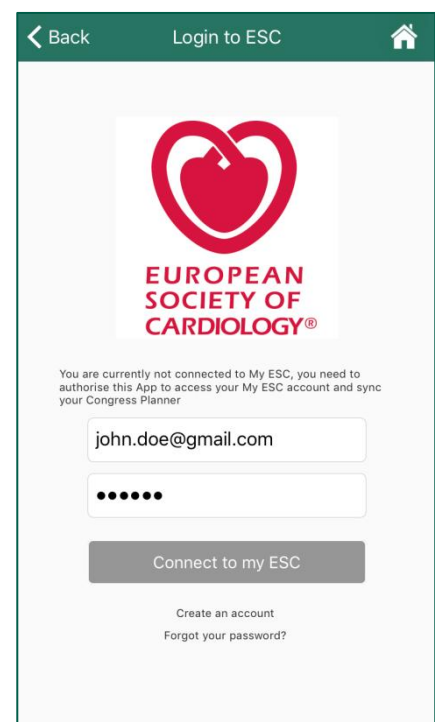 Back Login to ESC
EUROPEAN
SOCIETY OF
CARDIOLOGY®
You are currently not connected to My ESC, you need to
authorise this App to access your My ESC account and sync
your Congress Planner
john.doe@gmail.com
●●●●●●
Connect to my ESC
Create an account
Forgot your password?